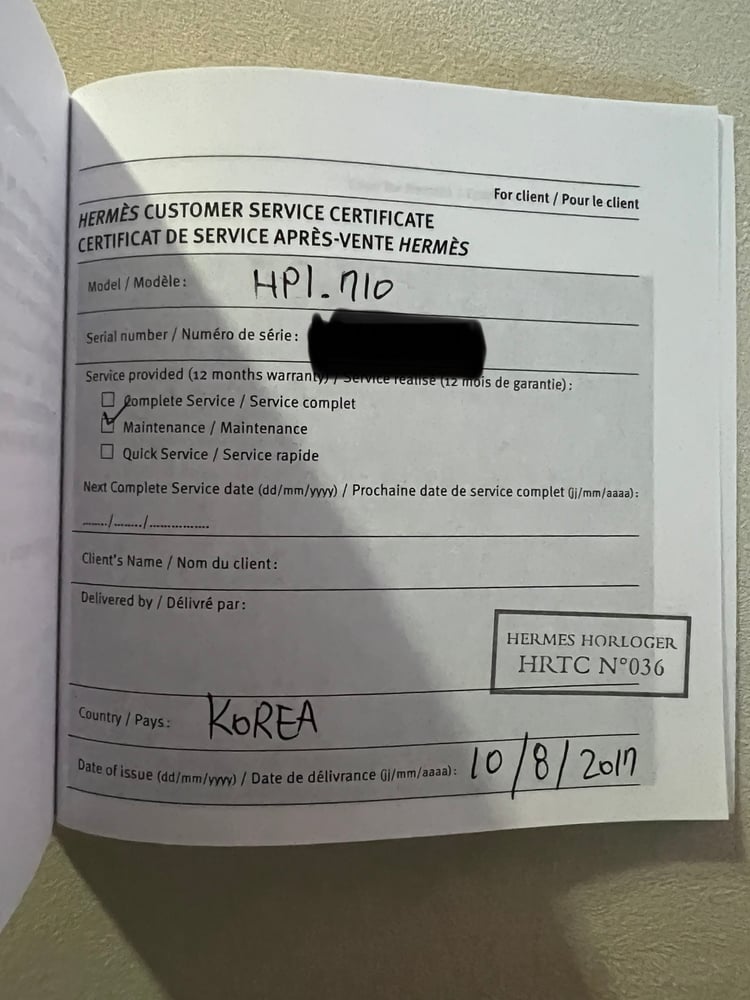 For client / Pour le client
HERMÈS CUSTOMER SERVICE CERTIFICATE
CERTIFICAT DE SERVICE APRÈS-VENTE HERMÈS
Model / Modèle: HP1.710
Serial number / Numéro de série:
Service provided (12 months warranty) / Service réalisé (12 mois de garantie):
Complete Service / Service complet
Maintenance / Maintenance
Quick Service / Service rapide
Next Complete Service date (dd/mm/yyyy) / Prochaine date de service complet (jj/mm/aaaa):
......./......./...............
Client's Name / Nom du client:
Delivered by / Délivré par:
HERMES HORLOGER
HRTC N°036
Country / Pays: KOREA
Date of issue (dd/mm/yyyy) / Date de délivrance (jj/mm/aaaa): 10/8/2017